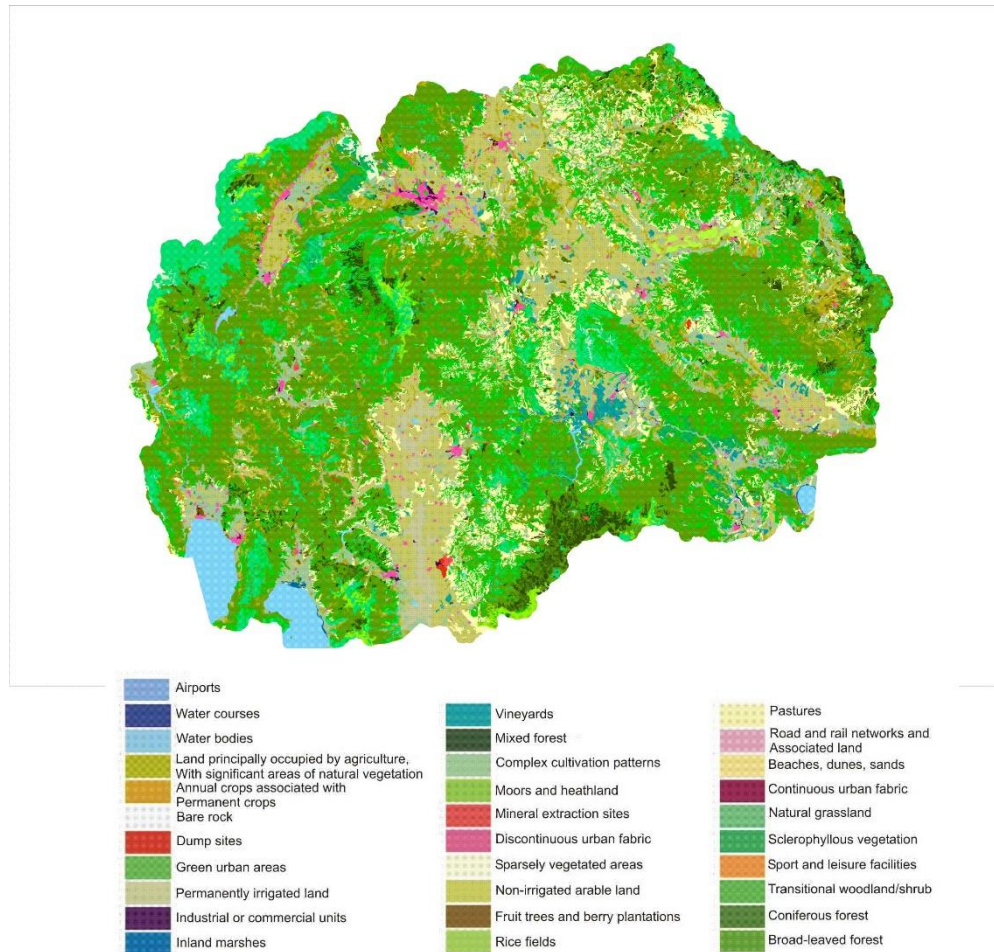 Airports
Water courses
Water bodies
Land principally occupied by agriculture,
With significant areas of natural vegetation
Annual crops associated with
Permanent crops
Bare rock
Dump sites
Green urban areas
Permanently irrigated land
Industrial or commercial units
Inland marshes
Vineyards
Mixed forest
Complex cultivation patterns
Moors and heathland
Mineral extraction sites
Discontinuous urban fabric
Sparsely vegetated areas
Non-irrigated arable land
Fruit trees and berry plantations
Rice fields
Pastures
Road and rail networks and
Associated land
Beaches, dunes, sands
Continuous urban fabric
Natural grassland
Sclerophyllous vegetation
Sport and leisure facilities
Transitional woodland/shrub
Coniferous forest
Broad-leaved forest